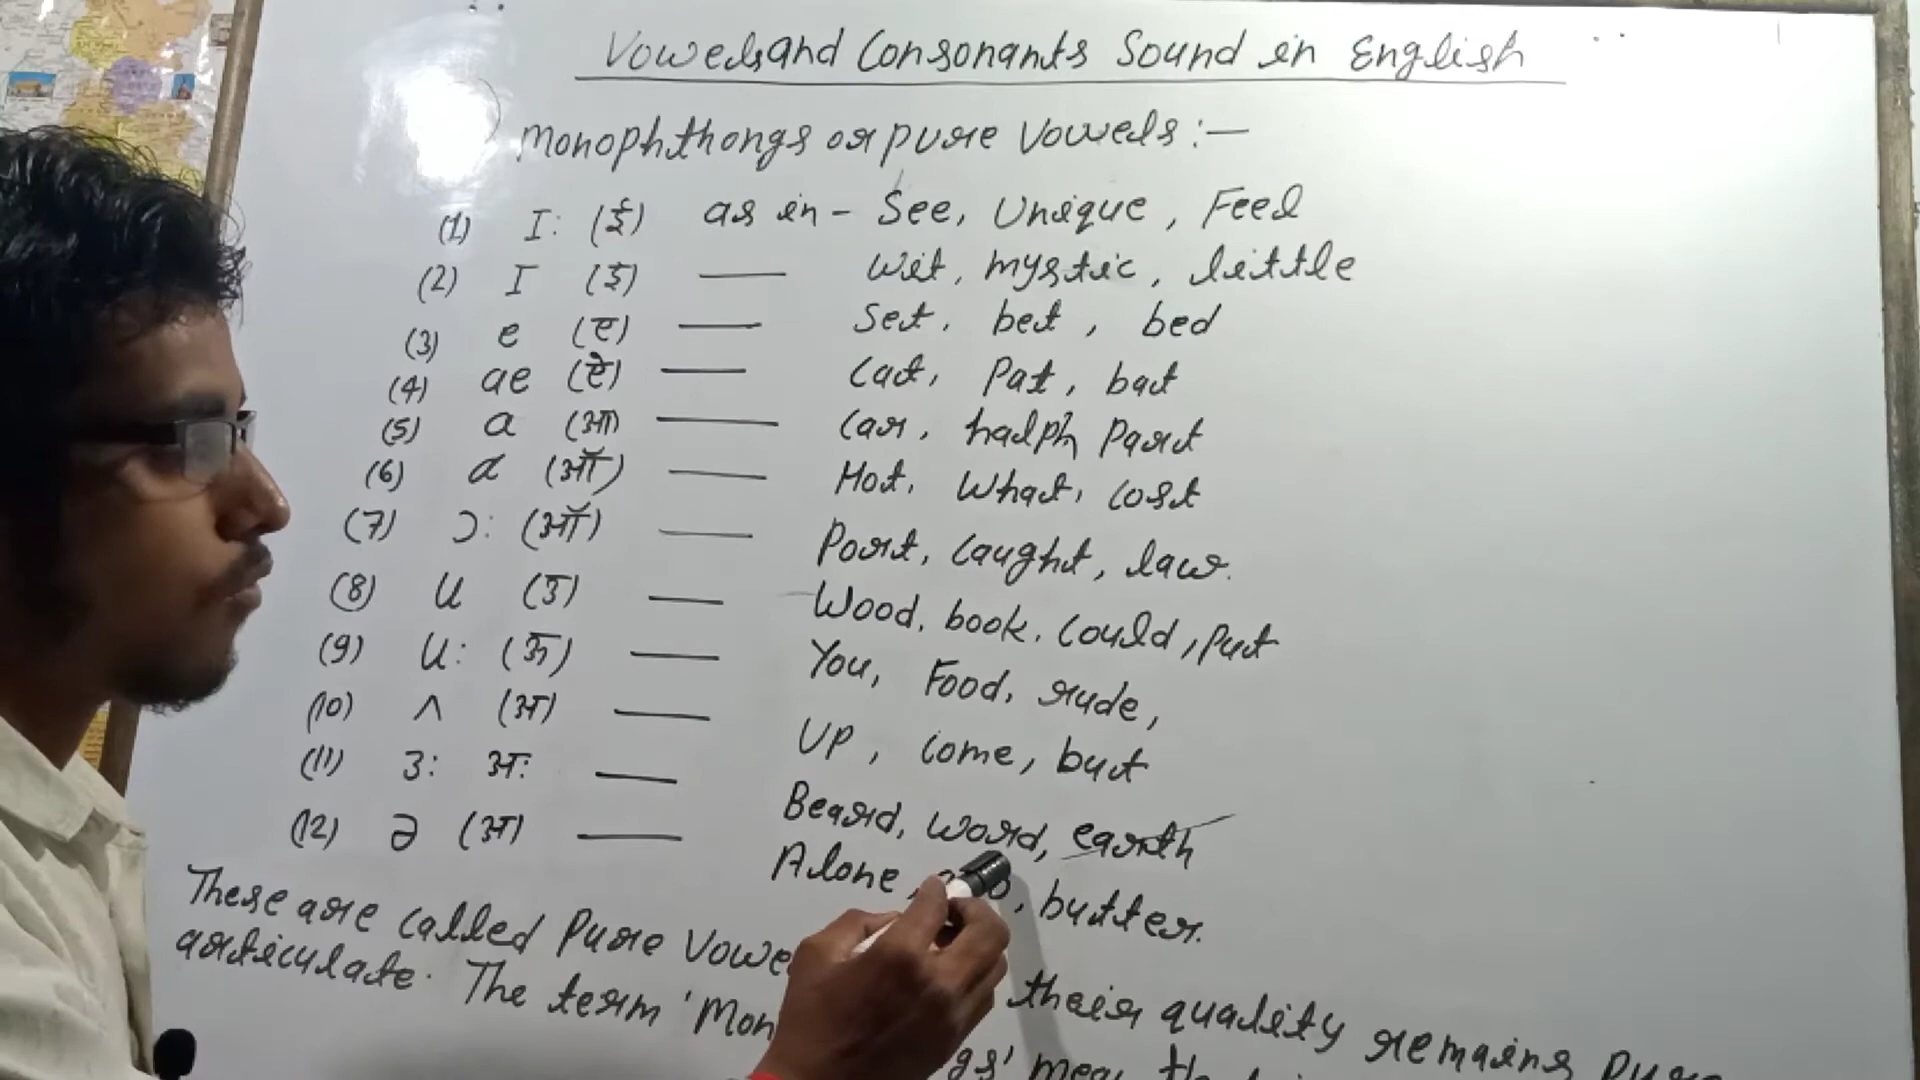 Vowels and Consonants Sound in English
Monophthongs or pure Vowels :-
(1) I: (ई) as in - See, Unique, Feel
(2) I (इ) — Wit, mystic, little
(3) e (ए) — Set, bet, bed
(4) ae (ऐ) — Cat, Pat, bat
(5) a (आ) — Car, halph, Part
(6) ɑ (ऑ) — Hot, What, cost
(7) ɔ: (ऑ) — Port, Caught, law.
(8) U (उ) — Wood, book, Could, Put
(9) U: (ऊ) — You, Food, rude,
(10) ʌ (अ) — UP, Come, but
(11) 3: अः — Beard, word, earth
(12) ə (अ) — Alone, butter.
These are called Pure Vowe their quality remains
articulate. The term 'Mon gs'